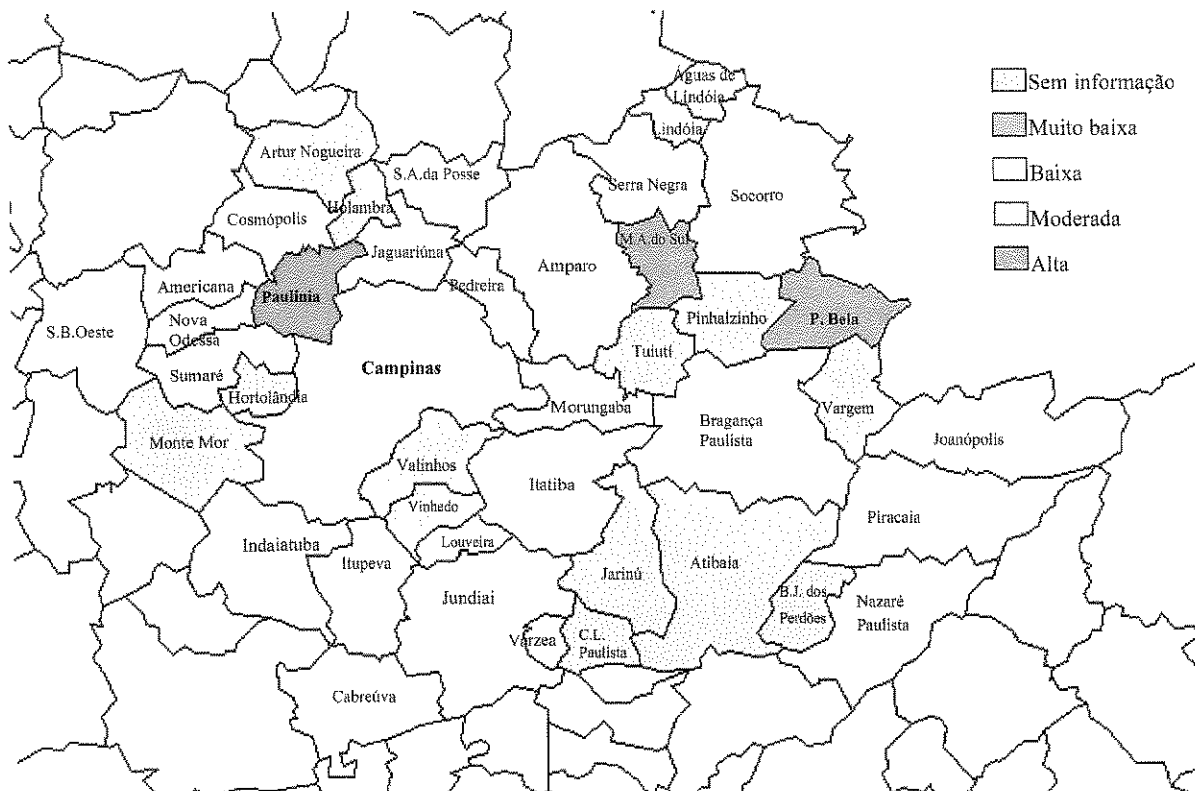 Águas de
Lindóia
Lindóia
Sem informação
Muito baixa
Baixa
Moderada
Alta
Artur Nogueira
S.A.da Posse
Serra Negra
Socorro
Holambra
Cosmópolis
M.A.do Sul
Jaguariúna
Amparo
Americana
Pedreira
Paulínia
Nova
Odessa
S.B.Oeste
Pinhalzinho
P. Bela
Tuiutí
Sumaré
Campinas
Hortolândia
Morungaba
Vargem
Bragança
Paulista
Monte Mor
Joanópolis
Valinhos
Itatiba
Vinhedo
Piracaia
Louveira
Indaiatuba
Itupeva
Atibaia
Jarinú
Jundiaí
B.J. dos
Perdões
Nazaré
Paulista
Várzea
C.L.
Paulista
Cabreúva